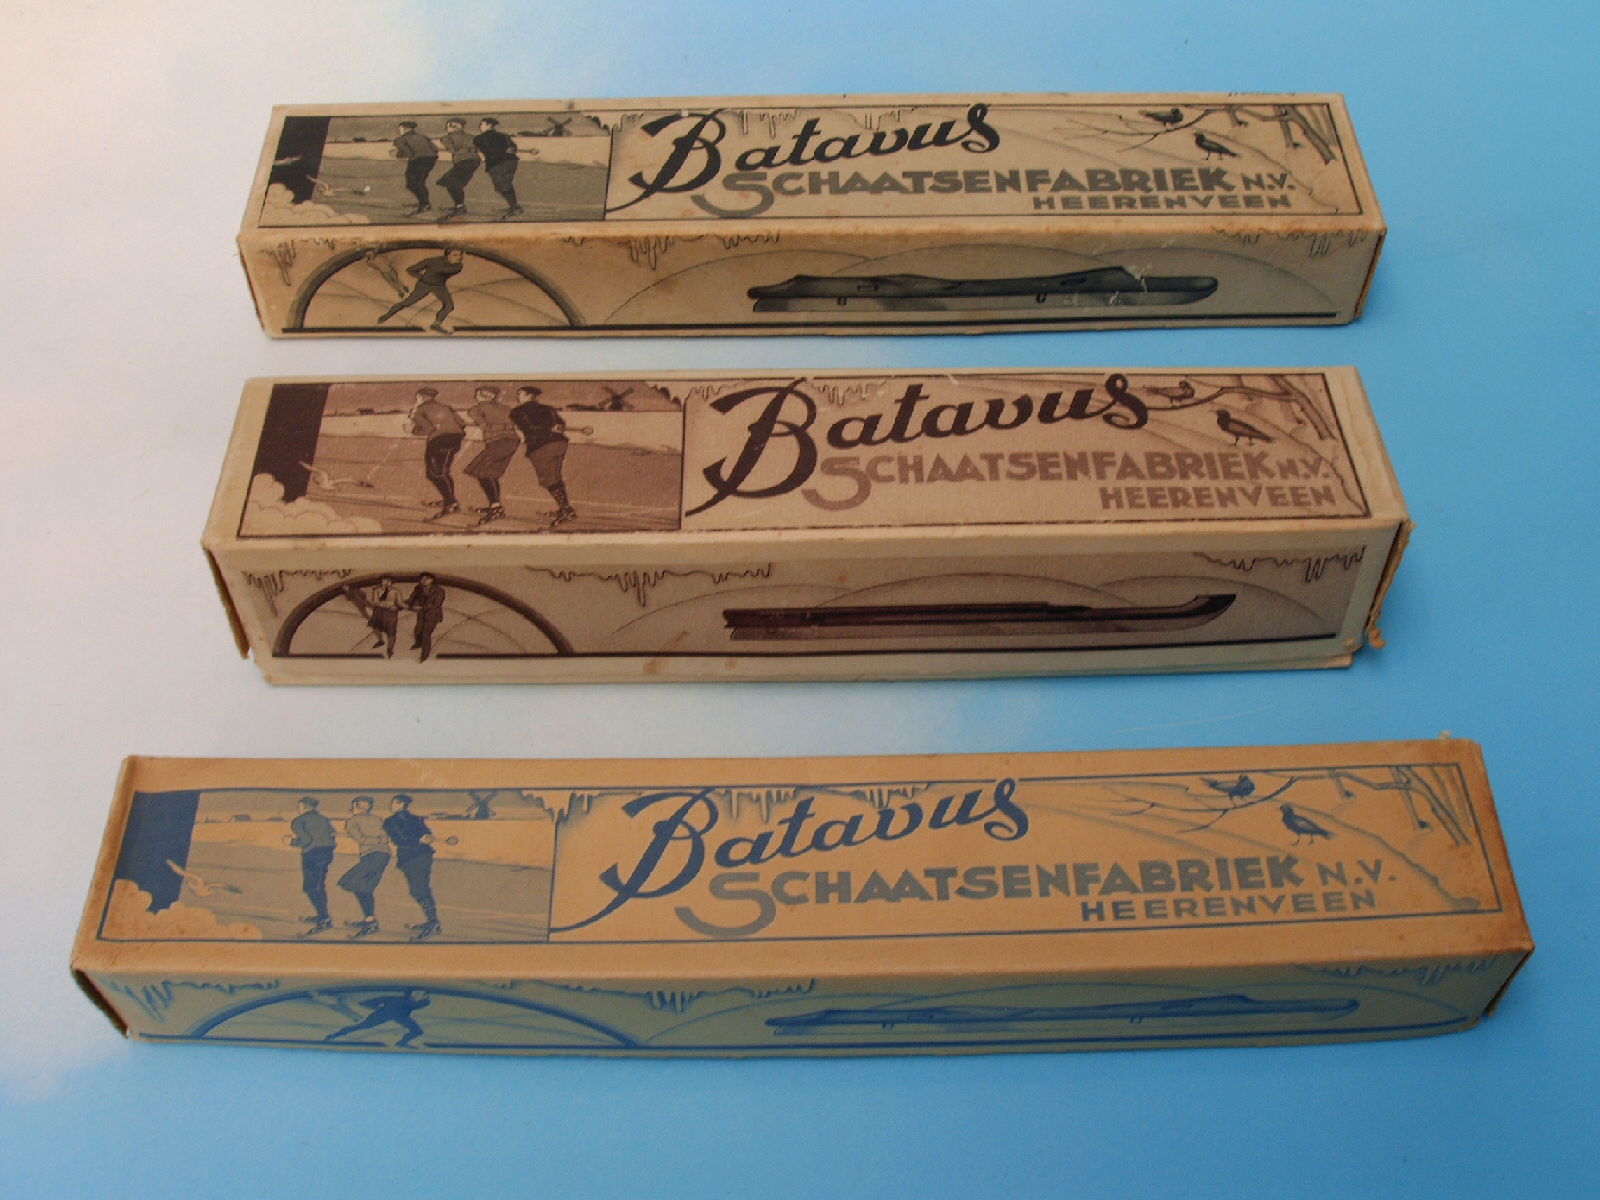 Batavus
SCHAATSENFABRIEK N.V.
HEERENVEEN
Batavus
SCHAATSENFABRIEK N.V.
HEERENVEEN
Batavus
SCHAATSENFABRIEK N.V.
HEERENVEEN